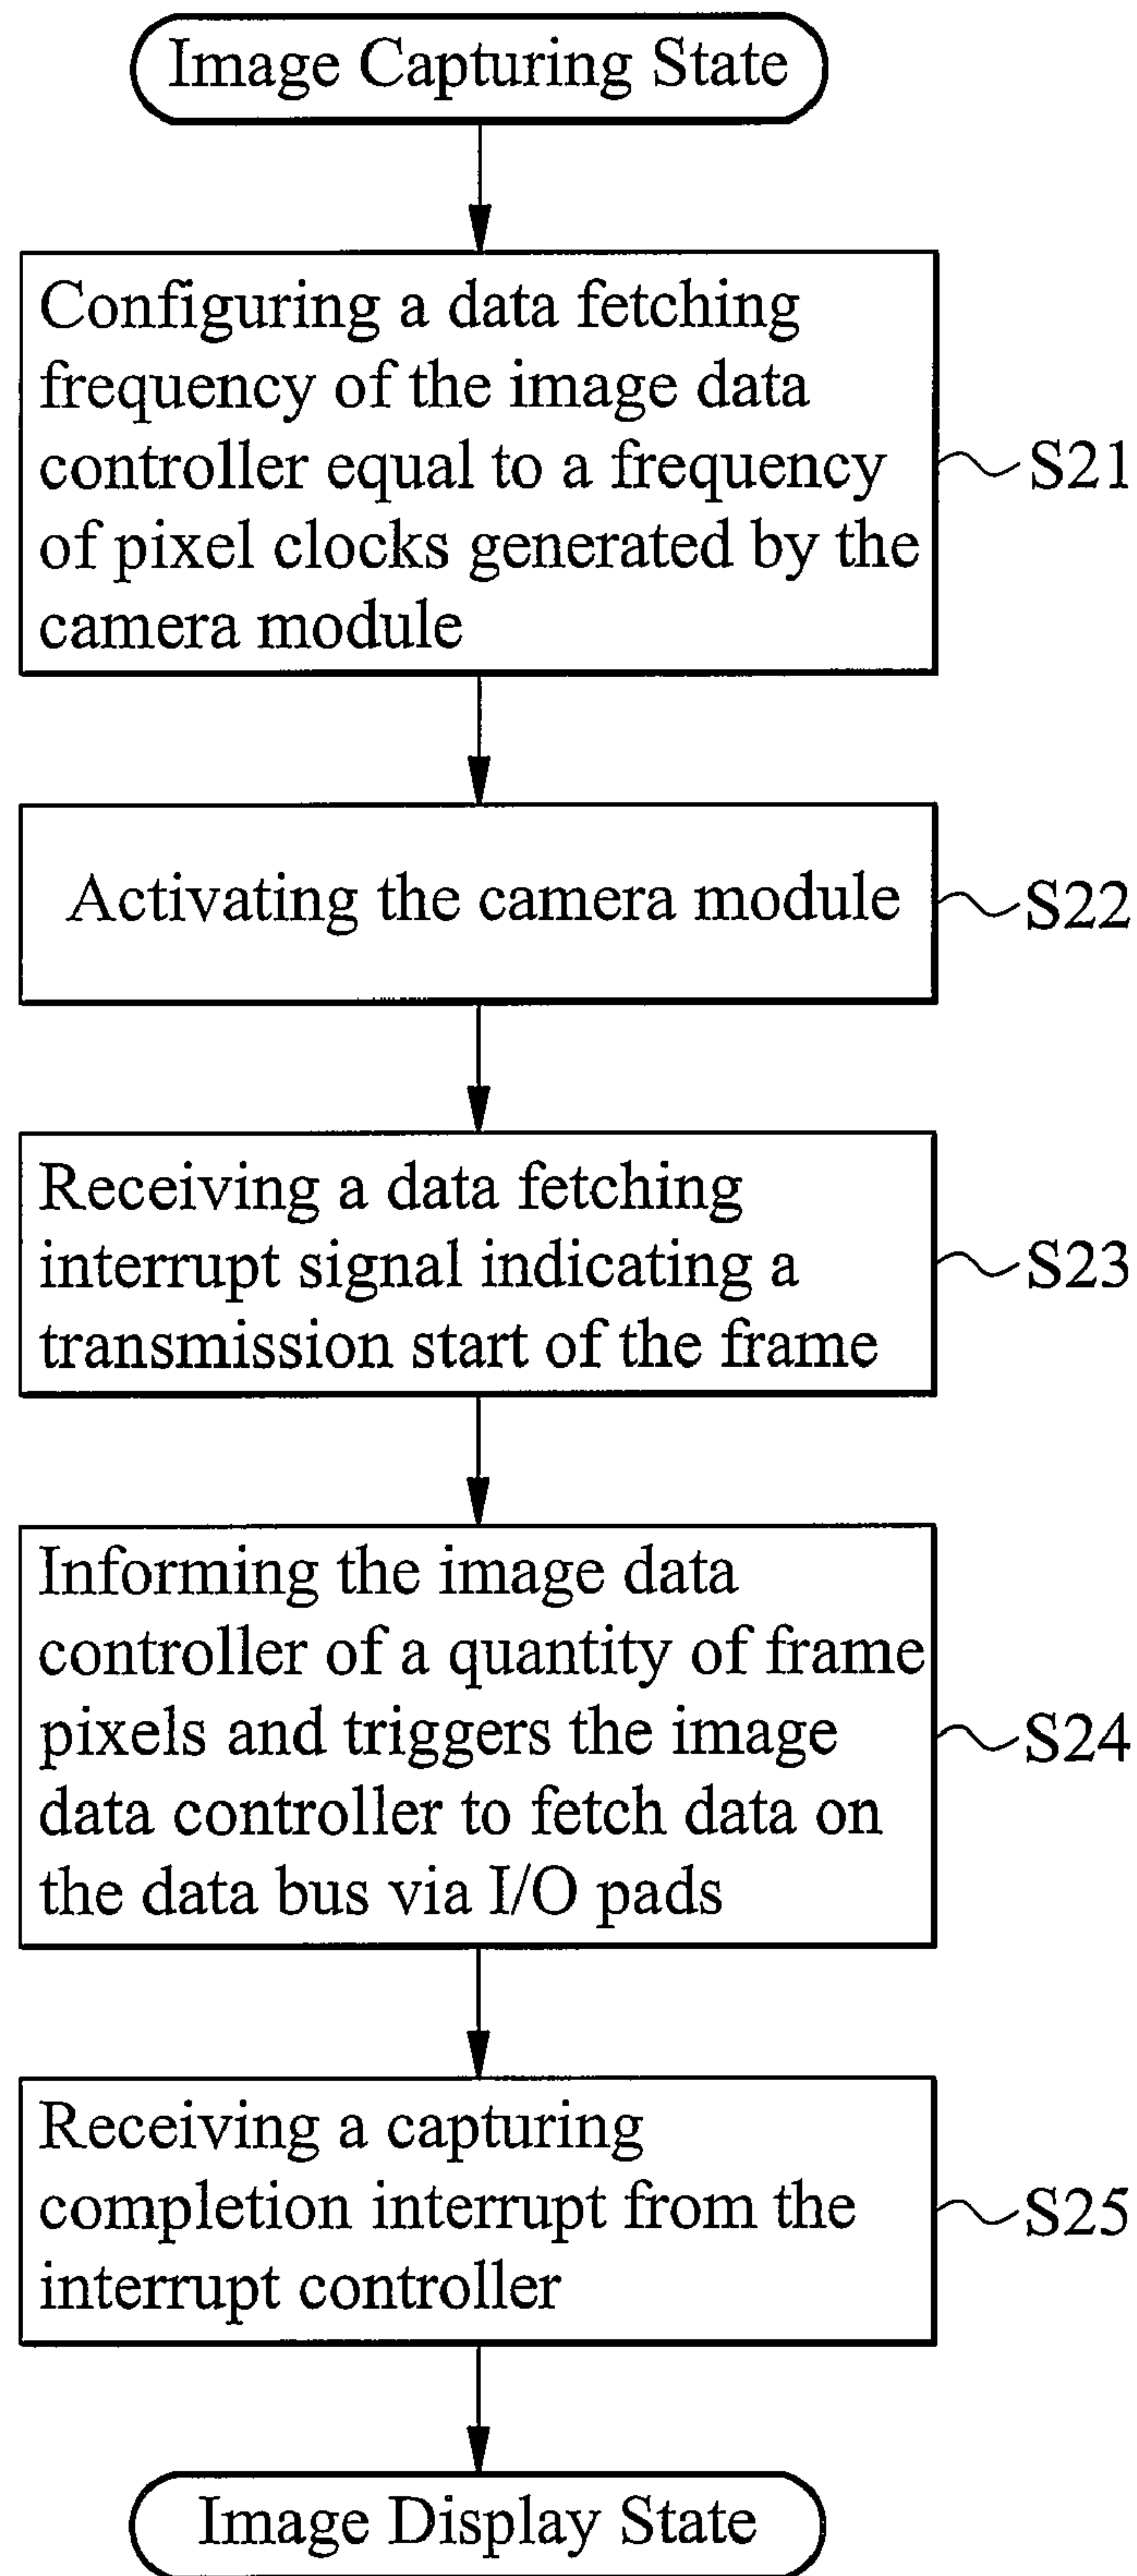 Image Capturing State
Configuring a data fetching
frequency of the image data
controller equal to a frequency
of pixel clocks generated by the
camera module
S21
Activating the camera module
S22
Receiving a data fetching
interrupt signal indicating a
transmission start of the frame
S23
Informing the image data
controller of a quantity of frame
pixels and triggers the image
data controller to fetch data on
the data bus via I/O pads
S24
Receiving a capturing
completion interrupt from the
interrupt controller
S25
Image Display State